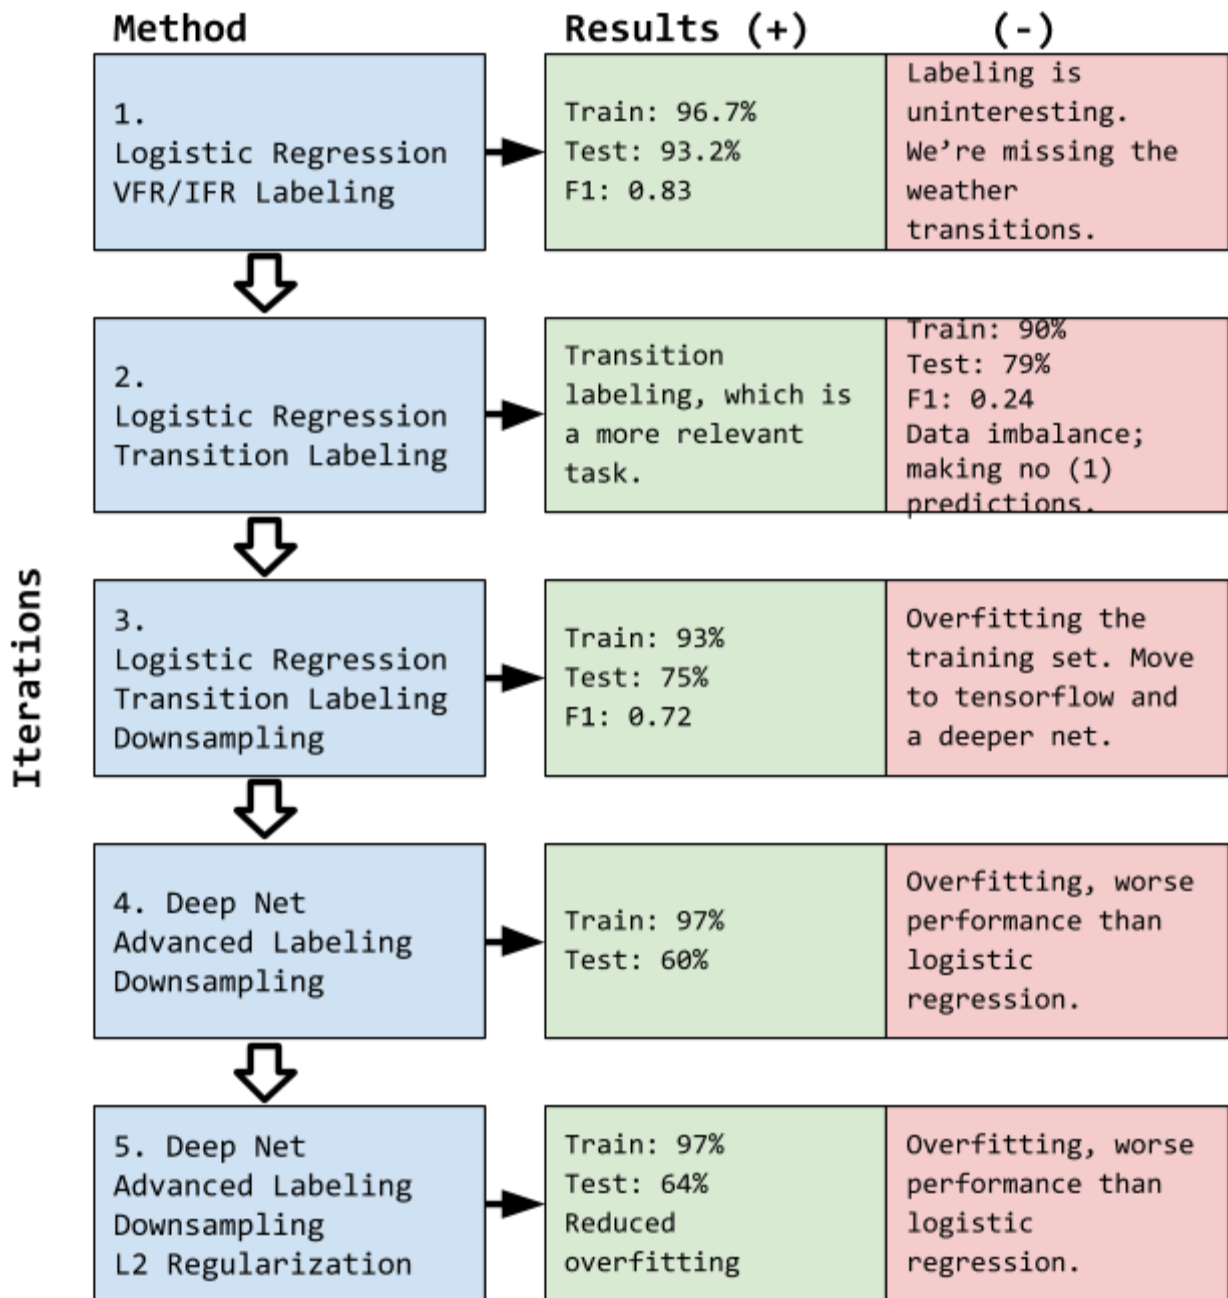 Method
Results (+)
(-)
Iterations
1.
Logistic Regression
VFR/IFR Labeling
Train: 96.7%
Test: 93.2%
F1: 0.83
Labeling is
uninteresting.
We’re missing the
weather
transitions.
2.
Logistic Regression
Transition Labeling
Transition
labeling, which is
a more relevant
task.
Train: 90%
Test: 79%
F1: 0.24
Data imbalance;
making no (1)
predictions.
3.
Logistic Regression
Transition Labeling
Downsampling
Train: 93%
Test: 75%
F1: 0.72
Overfitting the
training set. Move
to tensorflow and
a deeper net.
4. Deep Net
Advanced Labeling
Downsampling
Train: 97%
Test: 60%
Overfitting, worse
performance than
logistic
regression.
5. Deep Net
Advanced Labeling
Downsampling
L2 Regularization
Train: 97%
Test: 64%
Reduced
overfitting
Overfitting, worse
performance than
logistic
regression.